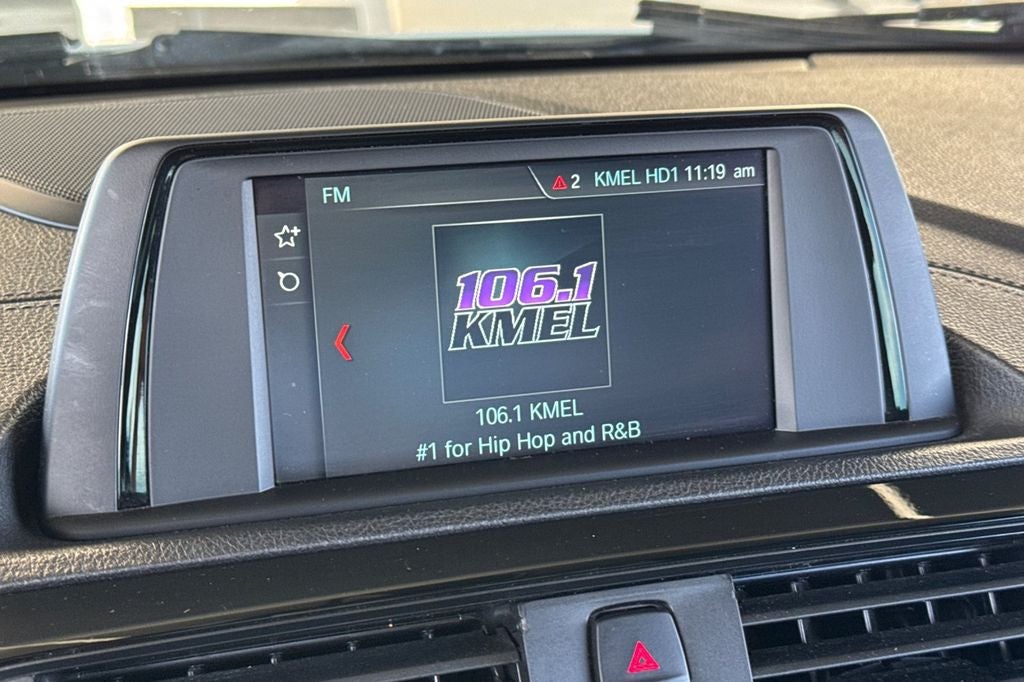 FM
2 KMEL HD1 11:19 am
106.1
KMEL
106.1 KMEL
#1 for Hip Hop and R&B